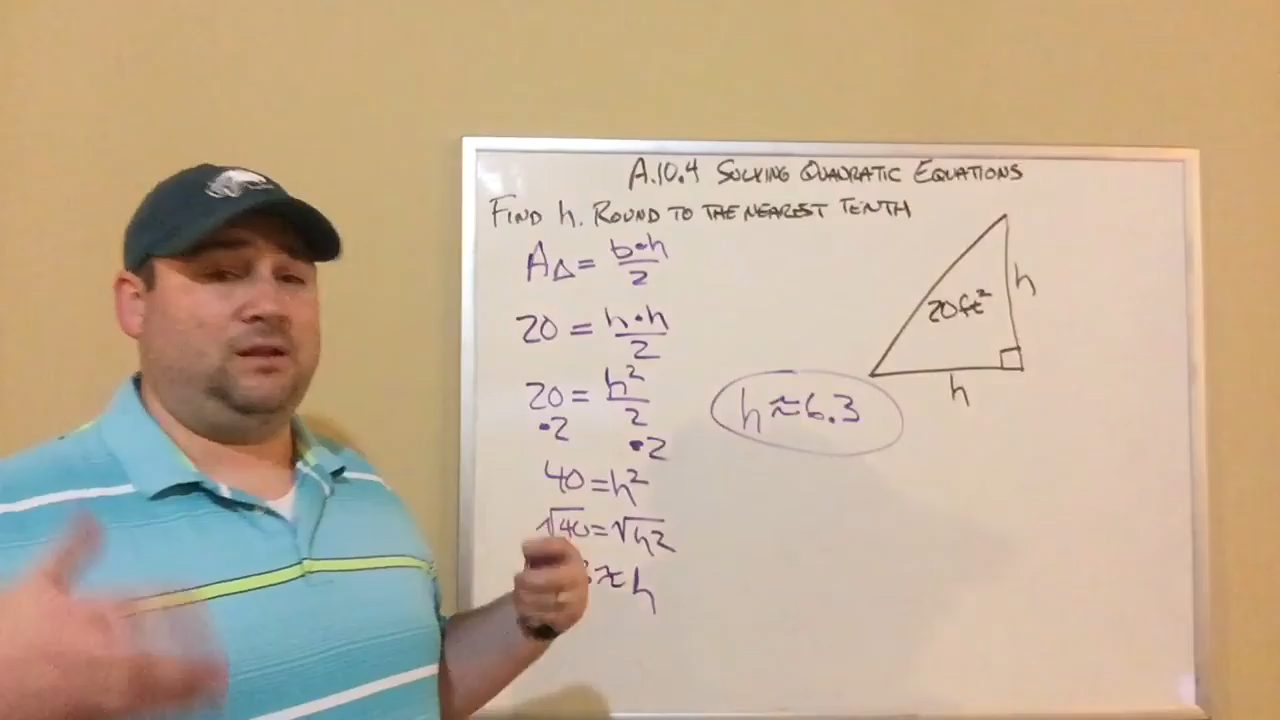 A.10.4 SOLVING QUADRATIC EQUATIONS
FIND h. ROUND TO THE NEAREST TENTH
A△ = b•h/2
20 = h•h/2
20 = h²/2
•2 •2
40 = h²
√40 = √h²
≈ h
h ≈ 6.3
20ft²
h
h